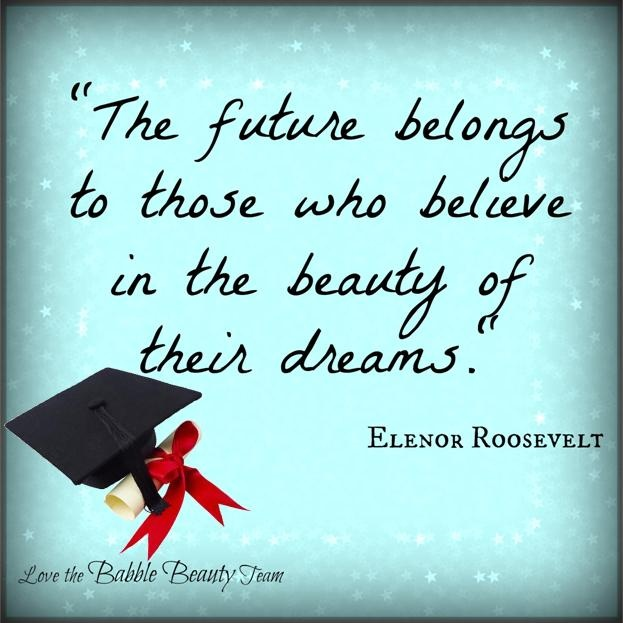 “The future belongs
to those who believe
in the beauty of
their dreams.“
Elenor Roosevelt
Love the Babble Beauty Team